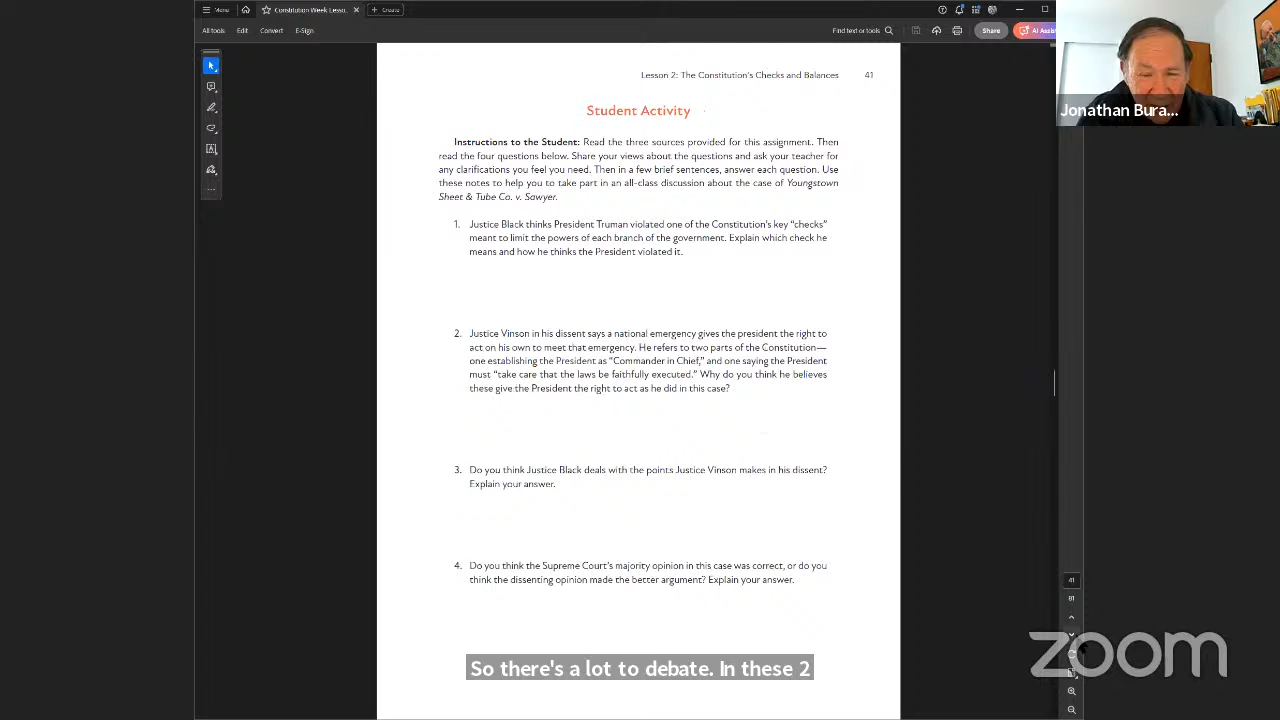 Menu
Constitution Week Lesso...
Create
All tools
Edit
Convert
E-Sign
Find text or tools
Share
AI Assist
Lesson 2: The Constitution's Checks and Balances 41
Student Activity
Instructions to the Student: Read the three sources provided for this assignment. Then
read the four questions below. Share your views about the questions and ask your teacher for
any clarifications you feel you need. Then in a few brief sentences, answer each question. Use
these notes to help you to take part in an all-class discussion about the case of Youngstown
Sheet & Tube Co. v. Sawyer.
1. Justice Black thinks President Truman violated one of the Constitution's key “checks”
meant to limit the powers of each branch of the government. Explain which check he
means and how he thinks the President violated it.
2. Justice Vinson in his dissent says a national emergency gives the president the right to
act on his own to meet that emergency. He refers to two parts of the Constitution—
one establishing the President as “Commander in Chief,” and one saying the President
must “take care that the laws be faithfully executed.” Why do you think he believes
these give the President the right to act as he did in this case?
3. Do you think Justice Black deals with the points Justice Vinson makes in his dissent?
Explain your answer.
4. Do you think the Supreme Court's majority opinion in this case was correct, or do you
think the dissenting opinion made the better argument? Explain your answer.
41
81
Jonathan Bura...
zoom
So there's a lot to debate. In these 2